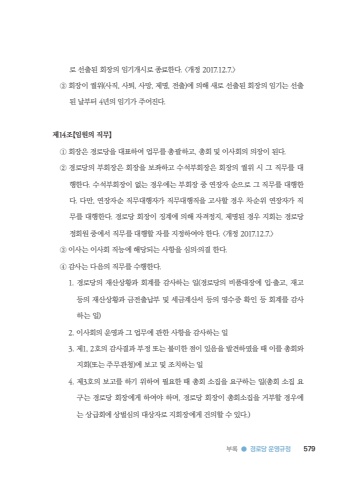 로 선출된 회장의 임기개시로 종료한다. <개정 2017.12.7.>
③ 회장이 궐위(사직, 사퇴, 사망, 제명, 전출)에 의해 새로 선출된 회장의 임기는 선출
된 날부터 4년의 임기가 주어진다.
제14조【임원의 직무】
① 회장은 경로당을 대표하여 업무를 총괄하고, 총회 및 이사회의 의장이 된다.
② 경로당의 부회장은 회장을 보좌하고 수석부회장은 회장의 궐위 시 그 직무를 대
행한다. 수석부회장이 없는 경우에는 부회장 중 연장자 순으로 그 직무를 대행한
다. 다만, 연장자순 직무대행자가 직무대행직을 고사할 경우 차순위 연장자가 직
무를 대행한다. 경로당 회장이 징계에 의해 자격정지, 제명된 경우 지회는 경로당
정회원 중에서 직무를 대행할 자를 지정하여야 한다. <개정 2017.12.7.>
③ 이사는 이사회 직능에 해당되는 사항을 심의·의결 한다.
④ 감사는 다음의 직무를 수행한다.
1. 경로당의 재산상황과 회계를 감사하는 일(경로당의 비품대장에 입·출고, 재고
등의 재산상황과 금전출납부 및 세금계산서 등의 영수증 확인 등 회계를 감사
하는 일)
2. 이사회의 운영과 그 업무에 관한 사항을 감사하는 일
3. 제1, 2호의 감사결과 부정 또는 불미한 점이 있음을 발견하였을 때 이를 총회와
지회(또는 주무관청)에 보고 및 조치하는 일
4. 제3호의 보고를 하기 위하여 필요한 때 총회 소집을 요구하는 일(총회 소집 요
구는 경로당 회장에게 하여야 하며, 경로당 회장이 총회소집을 거부할 경우에
는 상급회에 상벌심의 대상자로 지회장에게 건의할 수 있다.)
부록 ● 경로당 운영규정 579